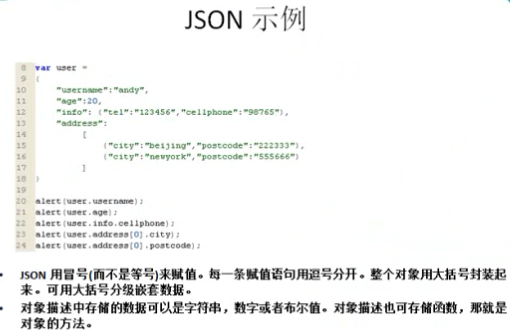 JSON 示例
8 var user =
9 {
10 "username":"andy",
11 "age":20,
12 "info": {"tel":"123456","cellphone":"98765"},
13 "address":
14 [
15 {"city":"beijing","postcode":"222333"},
16 {"city":"newyork","postcode":"555666"}
17 ]
18 }
19
20 alert(user.username);
21 alert(user.age);
22 alert(user.info.cellphone);
23 alert(user.address[0].city);
24 alert(user.address[0].postcode);
• JSON 用冒号(而不是等号)来赋值。每一条赋值语句用逗号分开。整个对象用大括号封装起
来。可用大括号分级嵌套数据。
• 对象描述中存储的数据可以是字符串，数字或者布尔值。对象描述也可存储函数，那就是
对象的方法。